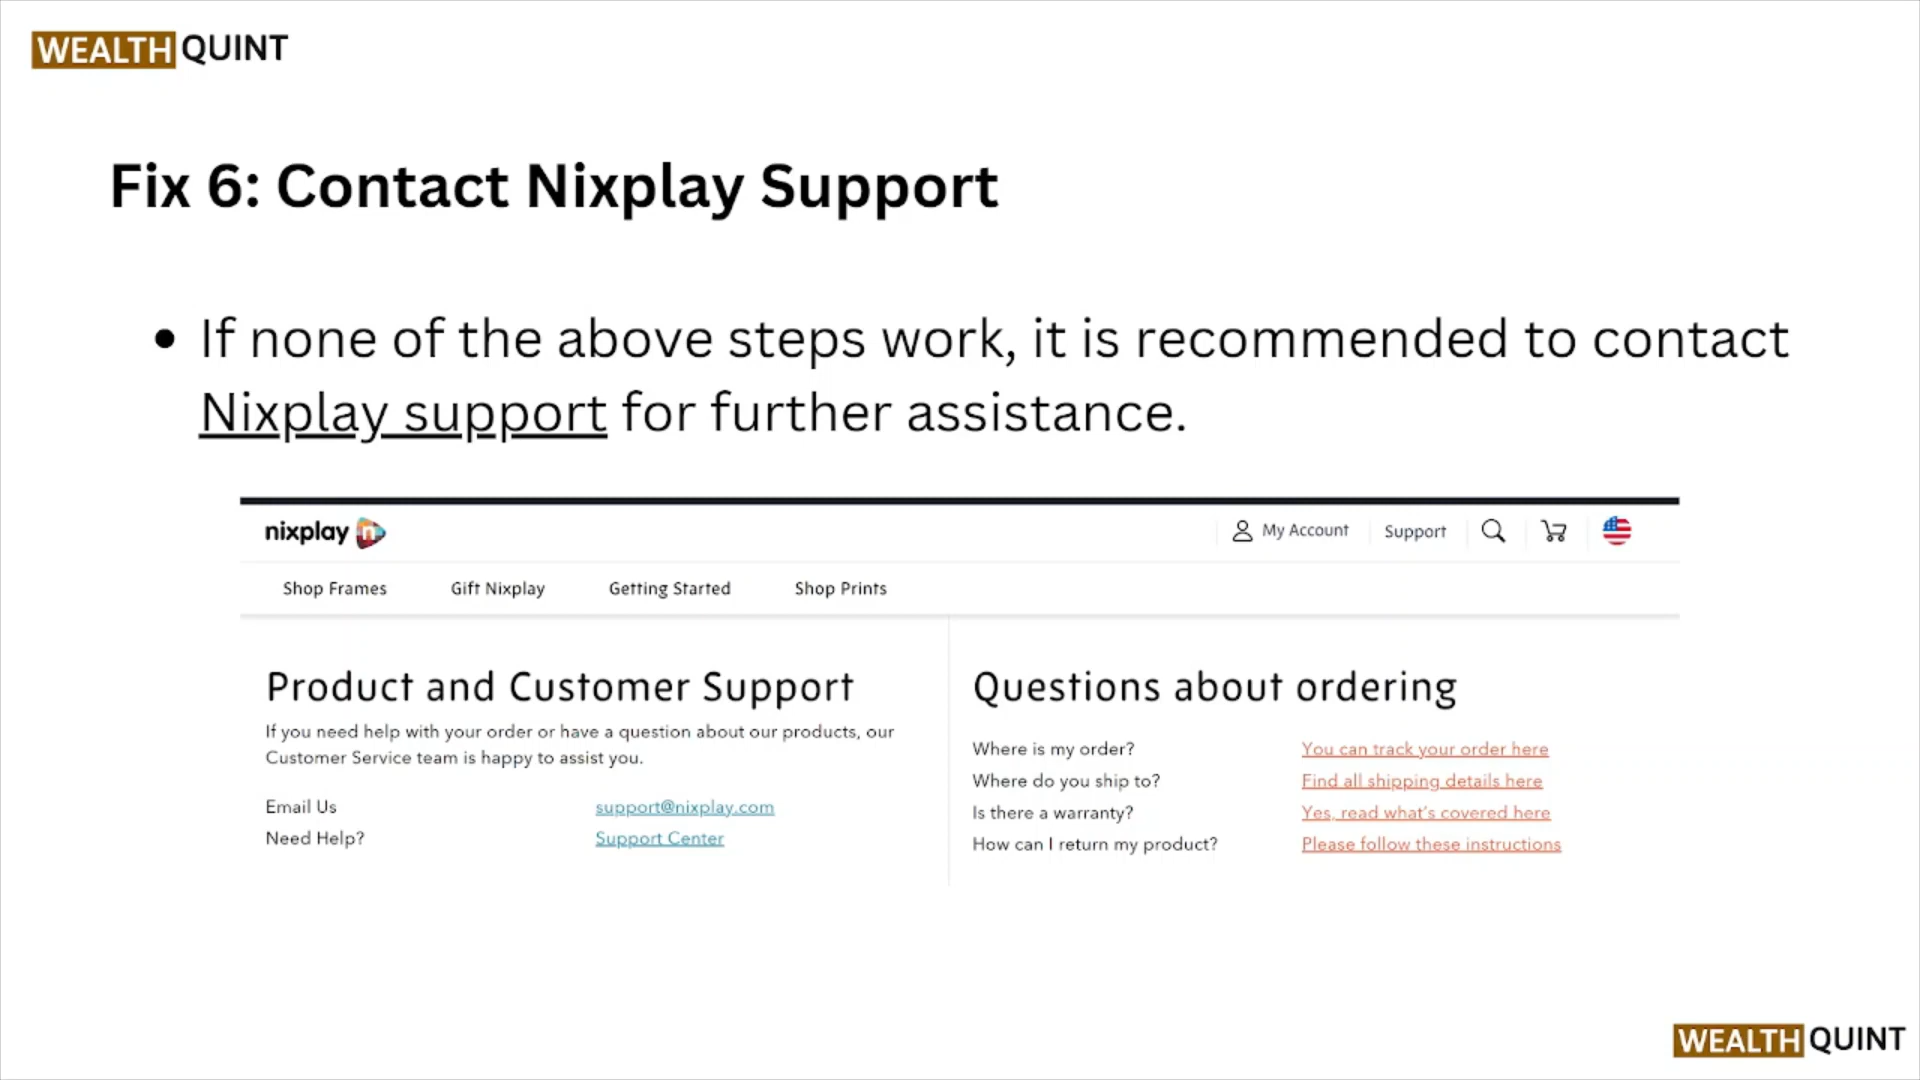 WEALTH QUINT
Fix 6: Contact Nixplay Support
• If none of the above steps work, it is recommended to contact
Nixplay support for further assistance.
nixplay n
My Account
Support
Shop Frames
Gift Nixplay
Getting Started
Shop Prints
Product and Customer Support
If you need help with your order or have a question about our products, our
Customer Service team is happy to assist you.
Email Us support@nixplay.com
Need Help? Support Center
Questions about ordering
Where is my order? You can track your order here
Where do you ship to? Find all shipping details here
Is there a warranty? Yes, read what's covered here
How can I return my product? Please follow these instructions
WEALTH QUINT